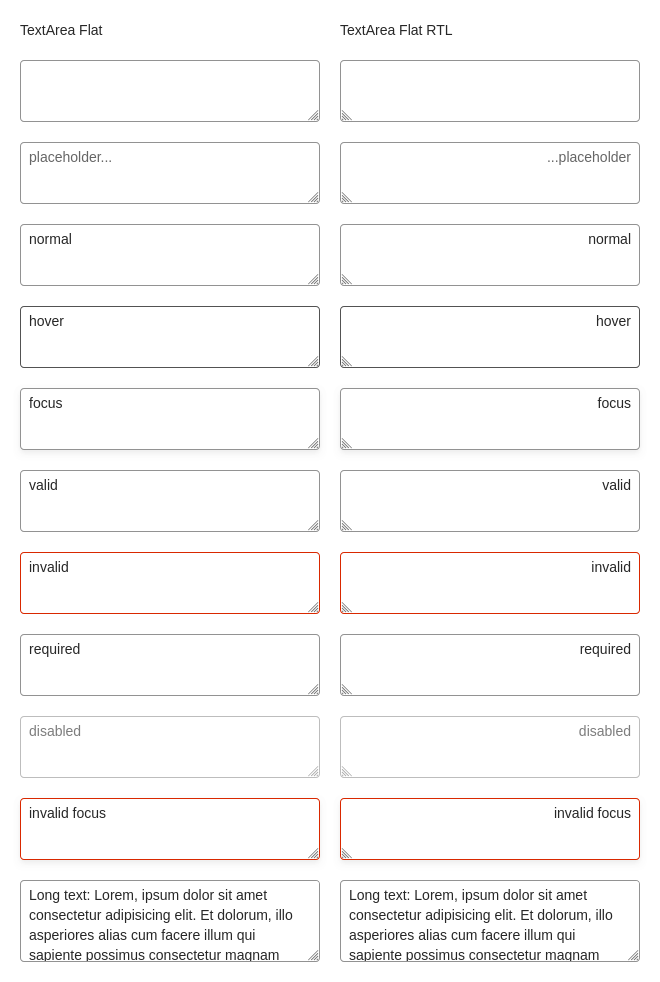 TextArea Flat
TextArea Flat RTL
placeholder...
...placeholder
normal
normal
hover
hover
focus
focus
valid
valid
invalid
invalid
required
required
disabled
disabled
invalid focus
invalid focus
Long text: Lorem, ipsum dolor sit amet
consectetur adipisicing elit. Et dolorum, illo
asperiores alias cum facere illum qui
sapiente possimus consectetur magnam
Long text: Lorem, ipsum dolor sit amet
consectetur adipisicing elit. Et dolorum, illo
asperiores alias cum facere illum qui
sapiente possimus consectetur magnam